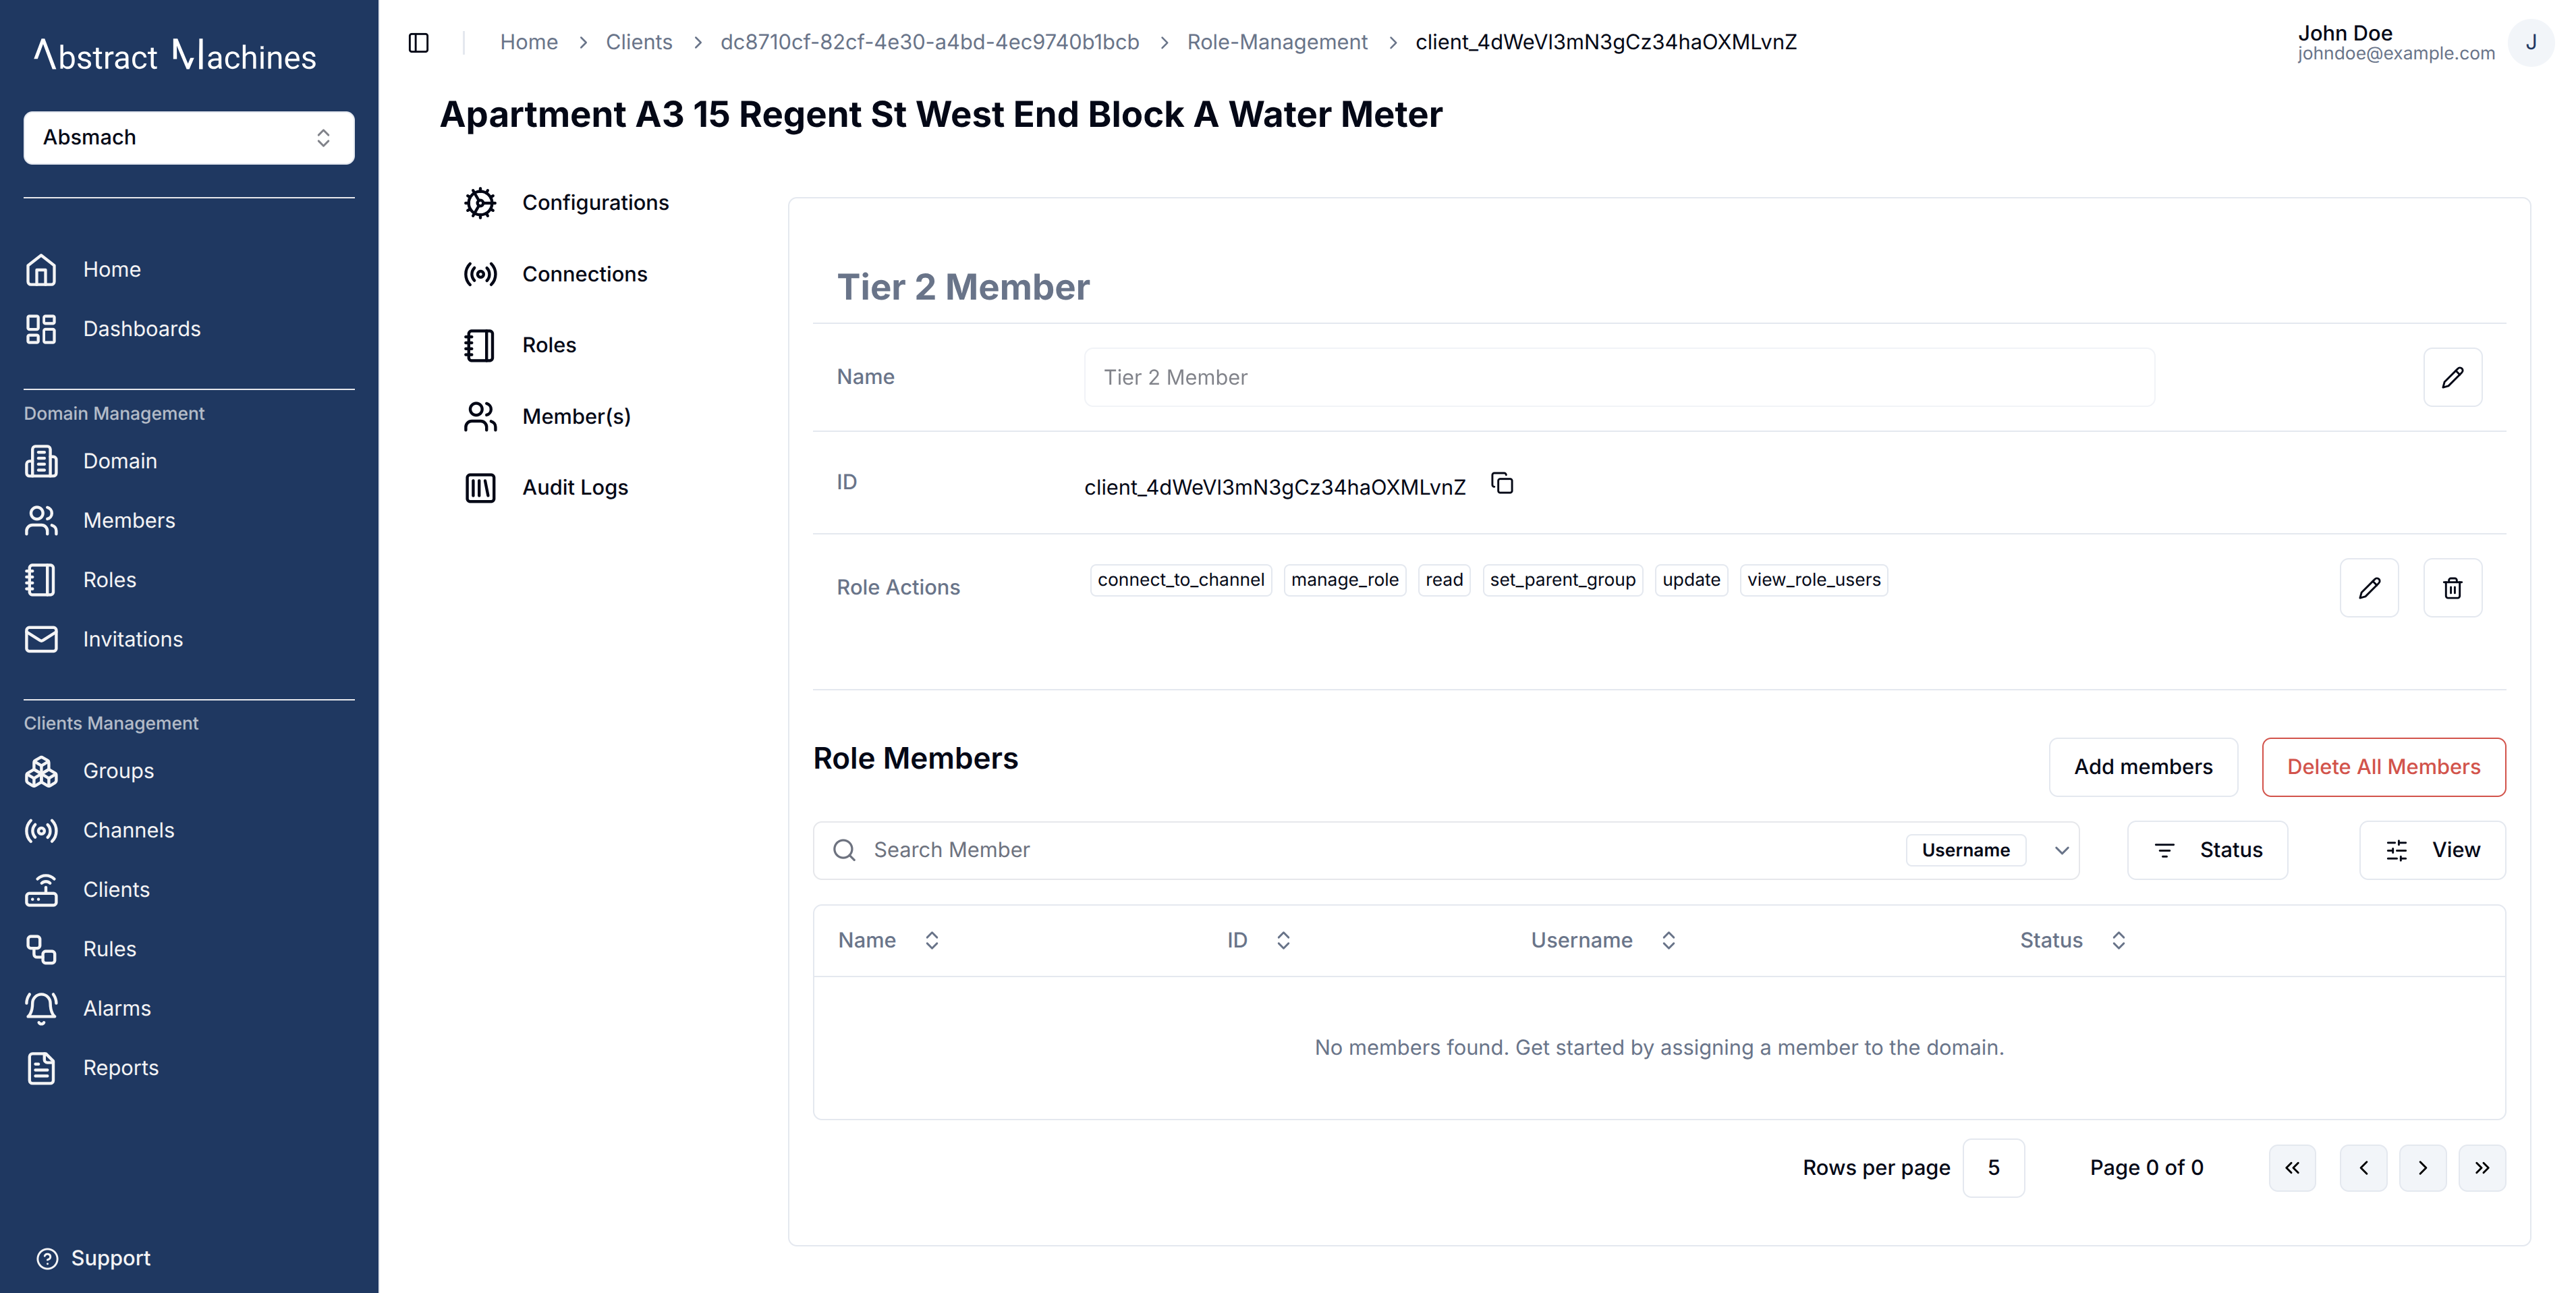 Abstract Machines
Absmach
Home
Dashboards
Domain Management
Domain
Members
Roles
Invitations
Clients Management
Groups
Channels
Clients
Rules
Alarms
Reports
Support
Home > Clients > dc8710cf-82cf-4e30-a4bd-4ec9740b1bcb > Role-Management > client_4dWeVl3mN3gCz34haOXMLvnZ
John Doe
johndoe@example.com
J
Apartment A3 15 Regent St West End Block A Water Meter
Configurations
Connections
Roles
Member(s)
Audit Logs
Tier 2 Member
Name Tier 2 Member
ID client_4dWeVl3mN3gCz34haOXMLvnZ
Role Actions connect_to_channel manage_role read set_parent_group update view_role_users
Role Members Add members Delete All Members
Search Member Username Status View
Name ID Username Status
No members found. Get started by assigning a member to the domain.
Rows per page 5 Page 0 of 0